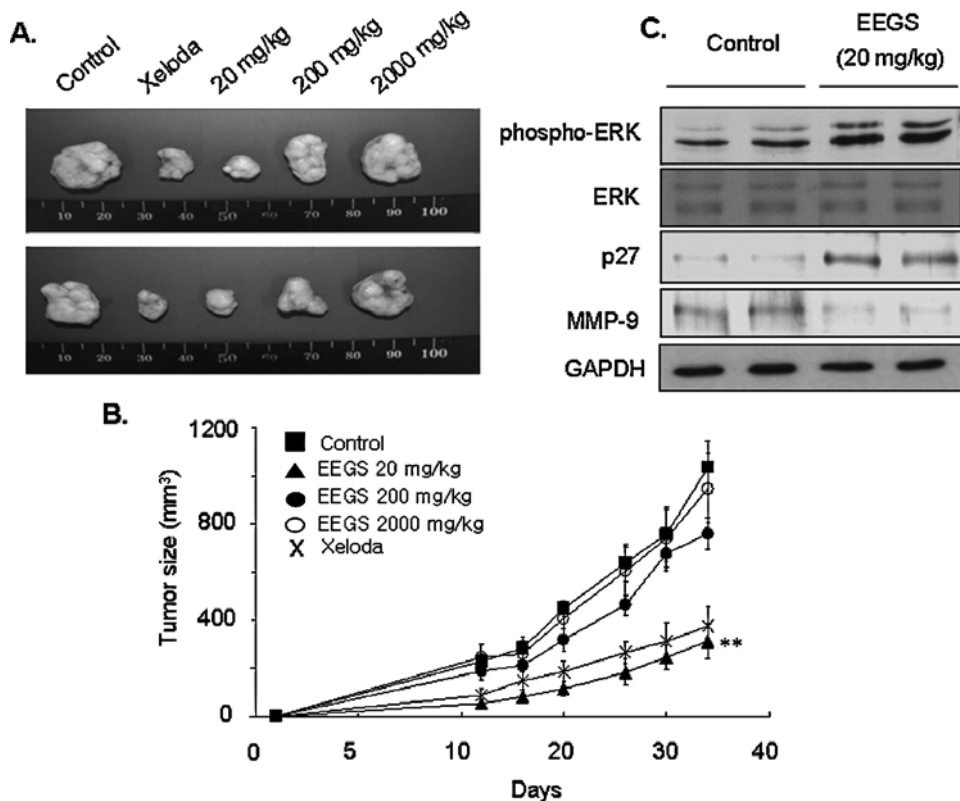 A.
Control
Xeloda
20 mg/kg
200 mg/kg
2000 mg/kg
10 20 30 40 50 60 70 80 90 100
10 20 30 40 50 60 70 80 90 100
C.
Control
EEGS
(20 mg/kg)
phospho-ERK
ERK
p27
MMP-9
GAPDH
B.
Tumor size (mm³)
1200
800
400
0
Control
EEGS 20 mg/kg
EEGS 200 mg/kg
EEGS 2000 mg/kg
Xeloda
**
0 5 10 20 30 40
Days